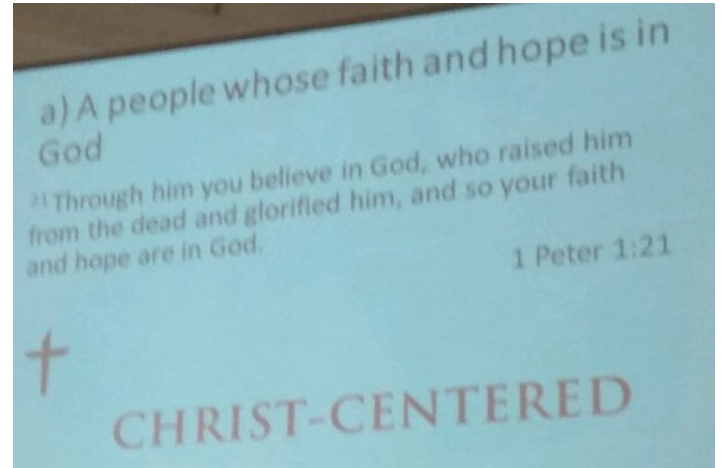 a) A people whose faith and hope is in
God
21 Through him you believe in God, who raised him
from the dead and glorified him, and so your faith
and hope are in God.
1 Peter 1:21
CHRIST-CENTERED